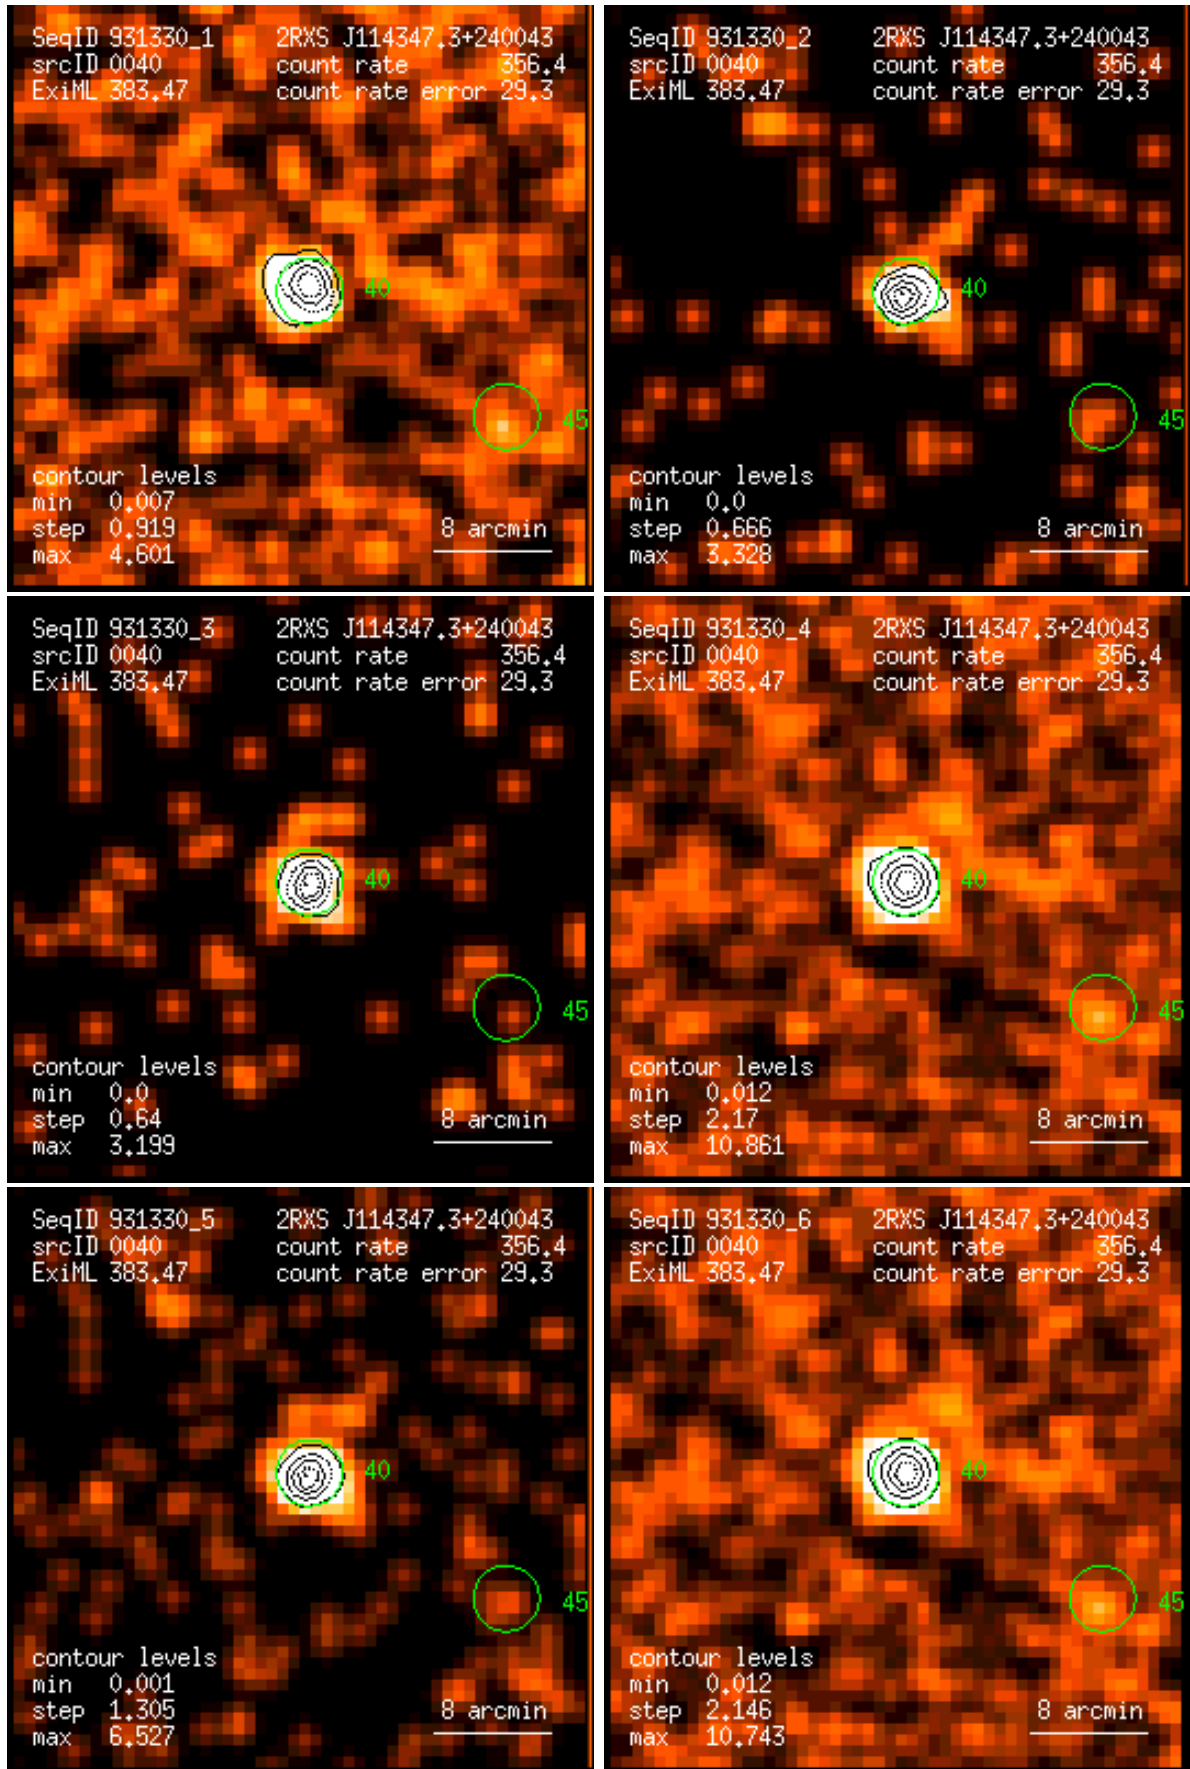 SeqID 931330_1 2RXS J114347.3+240043
srcID 0040 count rate 356.4
ExiML 383.47 count rate error 29.3
40
45
contour levels
min 0.007
step 0.919 8 arcmin
max 4.601
SeqID 931330_2 2RXS J114347.3+240043
srcID 0040 count rate 356.4
ExiML 383.47 count rate error 29.3
40
45
contour levels
min 0.0
step 0.666 8 arcmin
max 3.328
SeqID 931330_3 2RXS J114347.3+240043
srcID 0040 count rate 356.4
ExiML 383.47 count rate error 29.3
40
45
contour levels
min 0.0
step 0.64 8 arcmin
max 3.199
SeqID 931330_4 2RXS J114347.3+240043
srcID 0040 count rate 356.4
ExiML 383.47 count rate error 29.3
40
45
contour levels
min 0.012
step 2.17 8 arcmin
max 10.861
SeqID 931330_5 2RXS J114347.3+240043
srcID 0040 count rate 356.4
ExiML 383.47 count rate error 29.3
40
45
contour levels
min 0.001
step 1.305 8 arcmin
max 6.527
SeqID 931330_6 2RXS J114347.3+240043
srcID 0040 count rate 356.4
ExiML 383.47 count rate error 29.3
40
45
contour levels
min 0.012
step 2.146 8 arcmin
max 10.743